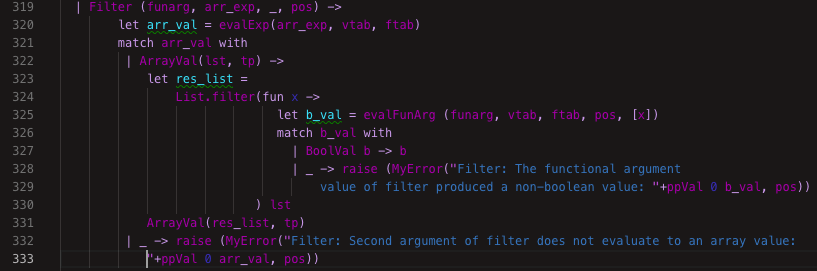 319 | Filter (funarg, arr_exp, _, pos) ->
320 let arr_val = evalExp(arr_exp, vtab, ftab)
321 match arr_val with
322 | ArrayVal(lst, tp) ->
323 let res_list =
324 List.filter(fun x ->
325 let b_val = evalFunArg (funarg, vtab, ftab, pos, [x])
326 match b_val with
327 | BoolVal b -> b
328 | _ -> raise (MyError("Filter: The functional argument
329 value of filter produced a non-boolean value: "+ppVal 0 b_val, pos))
330 ) lst
331 ArrayVal(res_list, tp)
332 | _ -> raise (MyError("Filter: Second argument of filter does not evaluate to an array value:
333 "+ppVal 0 arr_val, pos))